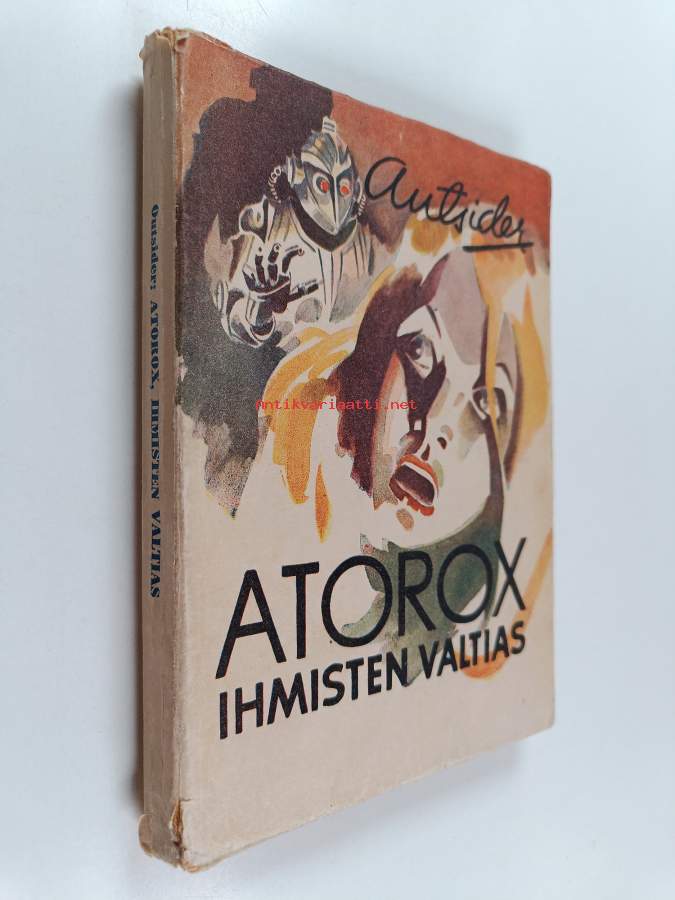 Outsider
ATOROX
IHMISTEN VALTIAS
Outsider: ATOROX, IHMISTEN VALTIAS
Antikvariaatti.net